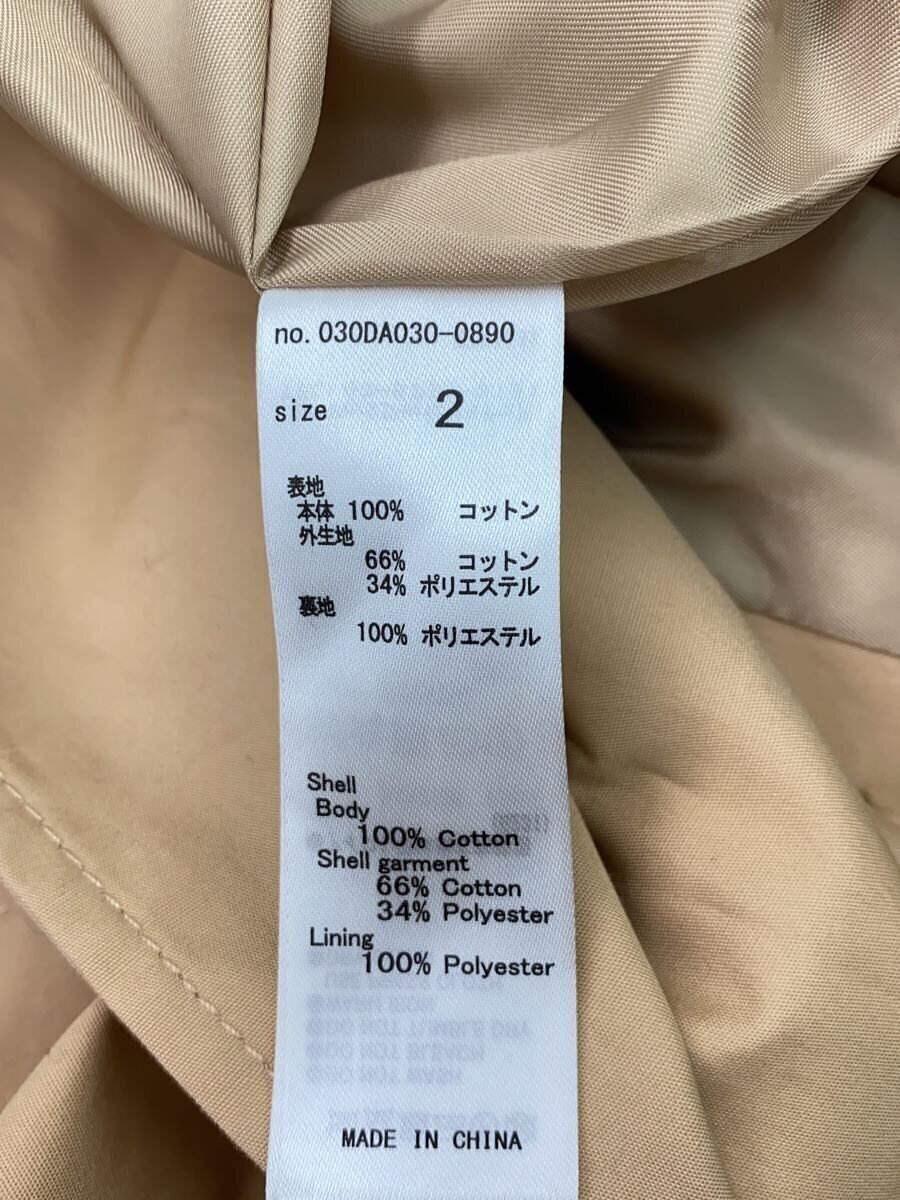 no. 030DA030-0890
size 2
表地
本体 100% コットン
外生地
66% コットン
34% ポリエステル
裏地
100% ポリエステル
Shell
Body
100% Cotton
Shell garment
66% Cotton
34% Polyester
Lining
100% Polyester
MADE IN CHINA